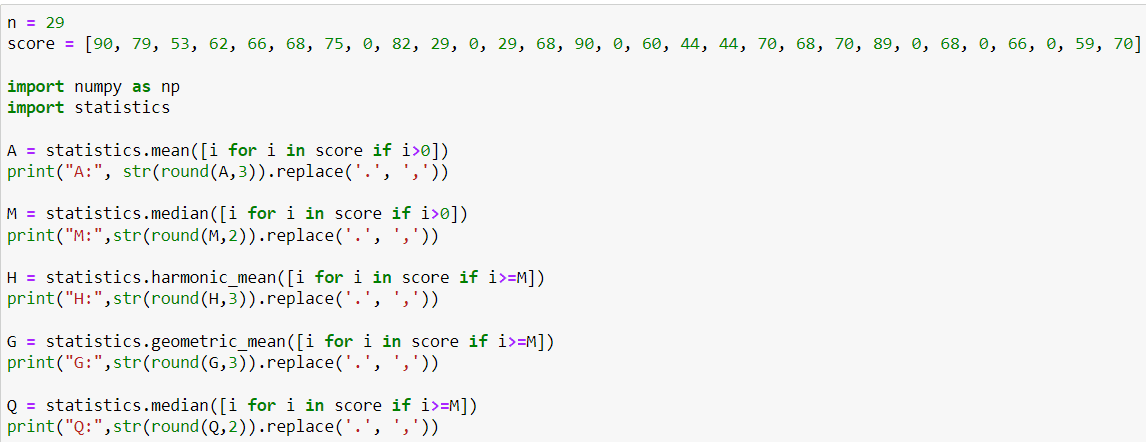 n = 29
score = [90, 79, 53, 62, 66, 68, 75, 0, 82, 29, 0, 29, 68, 90, 0, 60, 44, 44, 70, 68, 70, 89, 0, 68, 0, 66, 0, 59, 70]
import numpy as np
import statistics
A = statistics.mean([i for i in score if i>0])
print("A:", str(round(A,3)).replace('.', ','))
M = statistics.median([i for i in score if i>0])
print("M:",str(round(M,2)).replace('.', ','))
H = statistics.harmonic_mean([i for i in score if i>=M])
print("H:",str(round(H,3)).replace('.', ','))
G = statistics.geometric_mean([i for i in score if i>=M])
print("G:",str(round(G,3)).replace('.', ','))
Q = statistics.median([i for i in score if i>=M])
print("Q:",str(round(Q,2)).replace('.', ','))